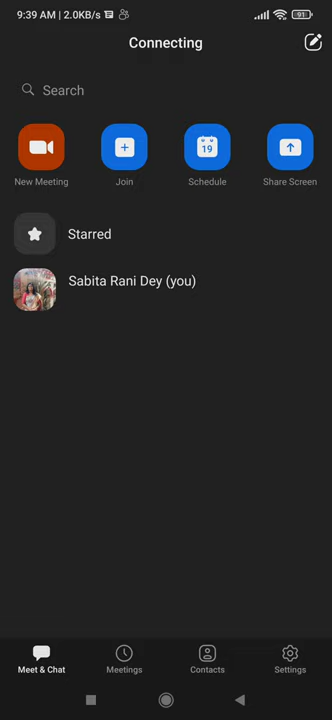 9:39 AM | 2.0KB/s 91
Connecting
Search
New Meeting Join 19 Schedule Share Screen
Starred
Sabita Rani Dey (you)
Meet & Chat Meetings Contacts Settings